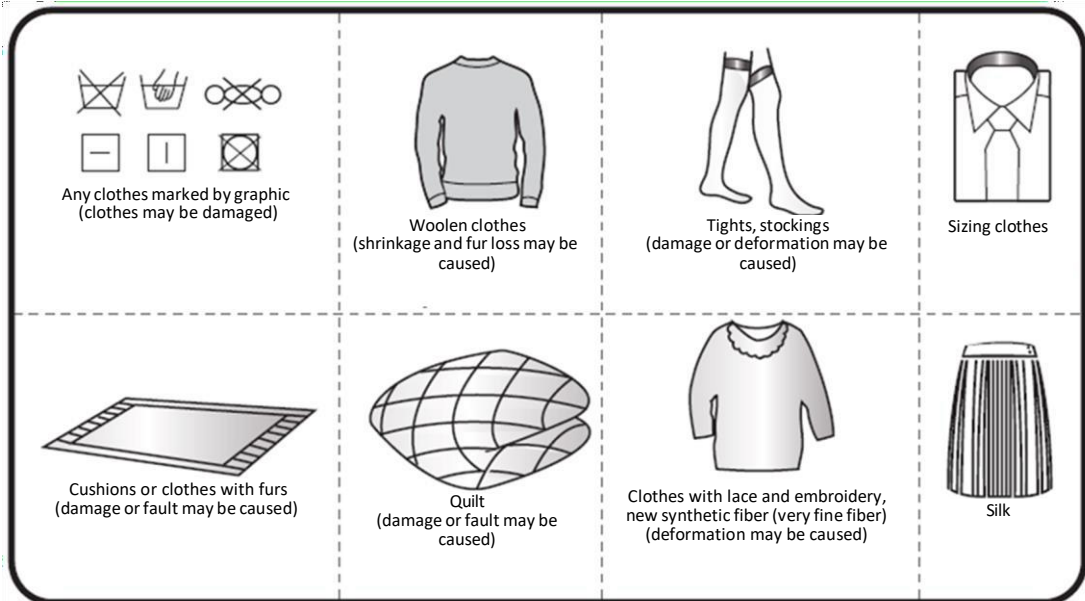 Any clothes marked by graphic
(clothes may be damaged)
Woolen clothes
(shrinkage and fur loss may be
caused)
Tights, stockings
(damage or deformation may be
caused)
Sizing clothes
Cushions or clothes with furs
(damage or fault may be caused)
Quilt
(damage or fault may be
caused)
Clothes with lace and embroidery,
new synthetic fiber (very fine fiber)
(deformation may be caused)
Silk